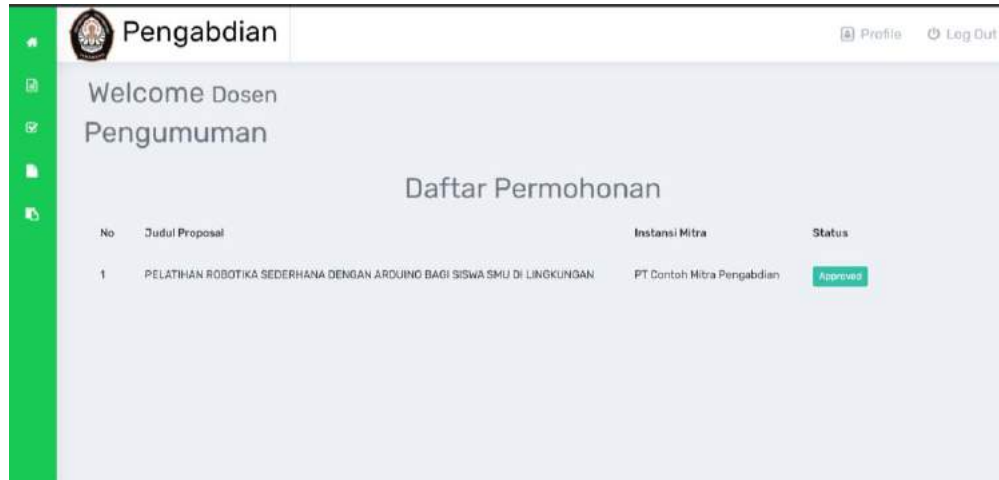 Pengabdian
Profile
Log Out
Welcome Dosen
Pengumuman
Daftar Permohonan
No Judul Proposal Instansi Mitra Status
1 PELATIHAN ROBOTIKA SEDERHANA DENGAN ARDUINO BAGI SISWA SMU DI LINGKUNGAN PT Contoh Mitra Pengabdian Approved